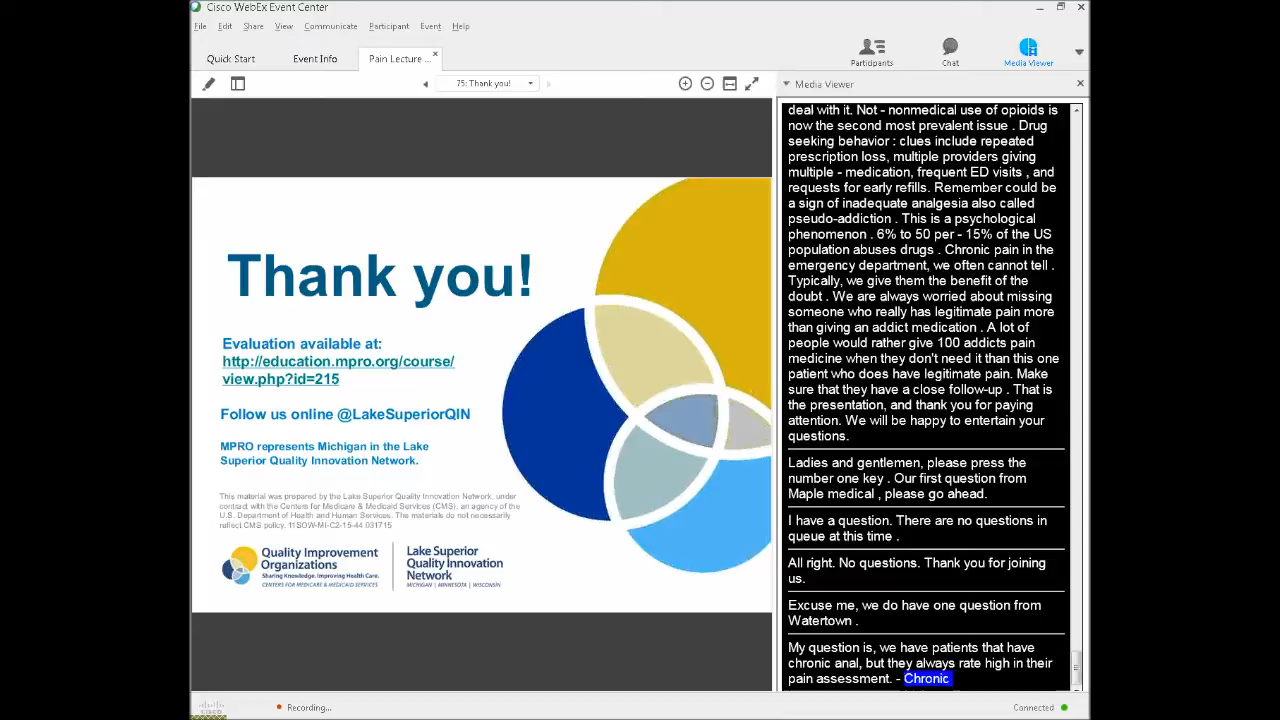 Cisco WebEx Event Center
File Edit Share View Communicate Participant Event Help
Quick Start Event Info Pain Lecture ...
Participants Chat Media Viewer
75: Thank you!
Media Viewer
Thank you!
Evaluation available at:
http://education.mpro.org/course/
view.php?id=215
Follow us online @LakeSuperiorQIN
MPRO represents Michigan in the Lake
Superior Quality Innovation Network.
This material was prepared by the Lake Superior Quality Innovation Network, under
contract with the Centers for Medicare & Medicaid Services (CMS), an agency of the
U.S. Department of Health and Human Services. The materials do not necessarily
reflect CMS policy. 11SOW-MI-C2-15-44 031715
Quality Improvement
Organizations
Sharing Knowledge. Improving Health Care.
CENTERS FOR MEDICARE & MEDICAID SERVICES
Lake Superior
Quality Innovation
Network
MICHIGAN | MINNESOTA | WISCONSIN
deal with it. Not - nonmedical use of opioids is
now the second most prevalent issue . Drug
seeking behavior : clues include repeated
prescription loss, multiple providers giving
multiple - medication, frequent ED visits , and
requests for early refills. Remember could be
a sign of inadequate analgesia also called
pseudo-addiction . This is a psychological
phenomenon . 6% to 50 per - 15% of the US
population abuses drugs . Chronic pain in the
emergency department, we often cannot tell .
Typically, we give them the benefit of the
doubt . We are always worried about missing
someone who really has legitimate pain more
than giving an addict medication . A lot of
people would rather give 100 addicts pain
medicine when they don't need it than this one
patient who does have legitimate pain. Make
sure that they have a close follow-up . That is
the presentation, and thank you for paying
attention. We will be happy to entertain your
questions.
Ladies and gentlemen, please press the
number one key . Our first question from
Maple medical , please go ahead.
I have a question. There are no questions in
queue at this time .
All right. No questions. Thank you for joining
us.
Excuse me, we do have one question from
Watertown .
My question is, we have patients that have
chronic anal, but they always rate high in their
pain assessment. - Chronic
cisco
Recording...
Connected